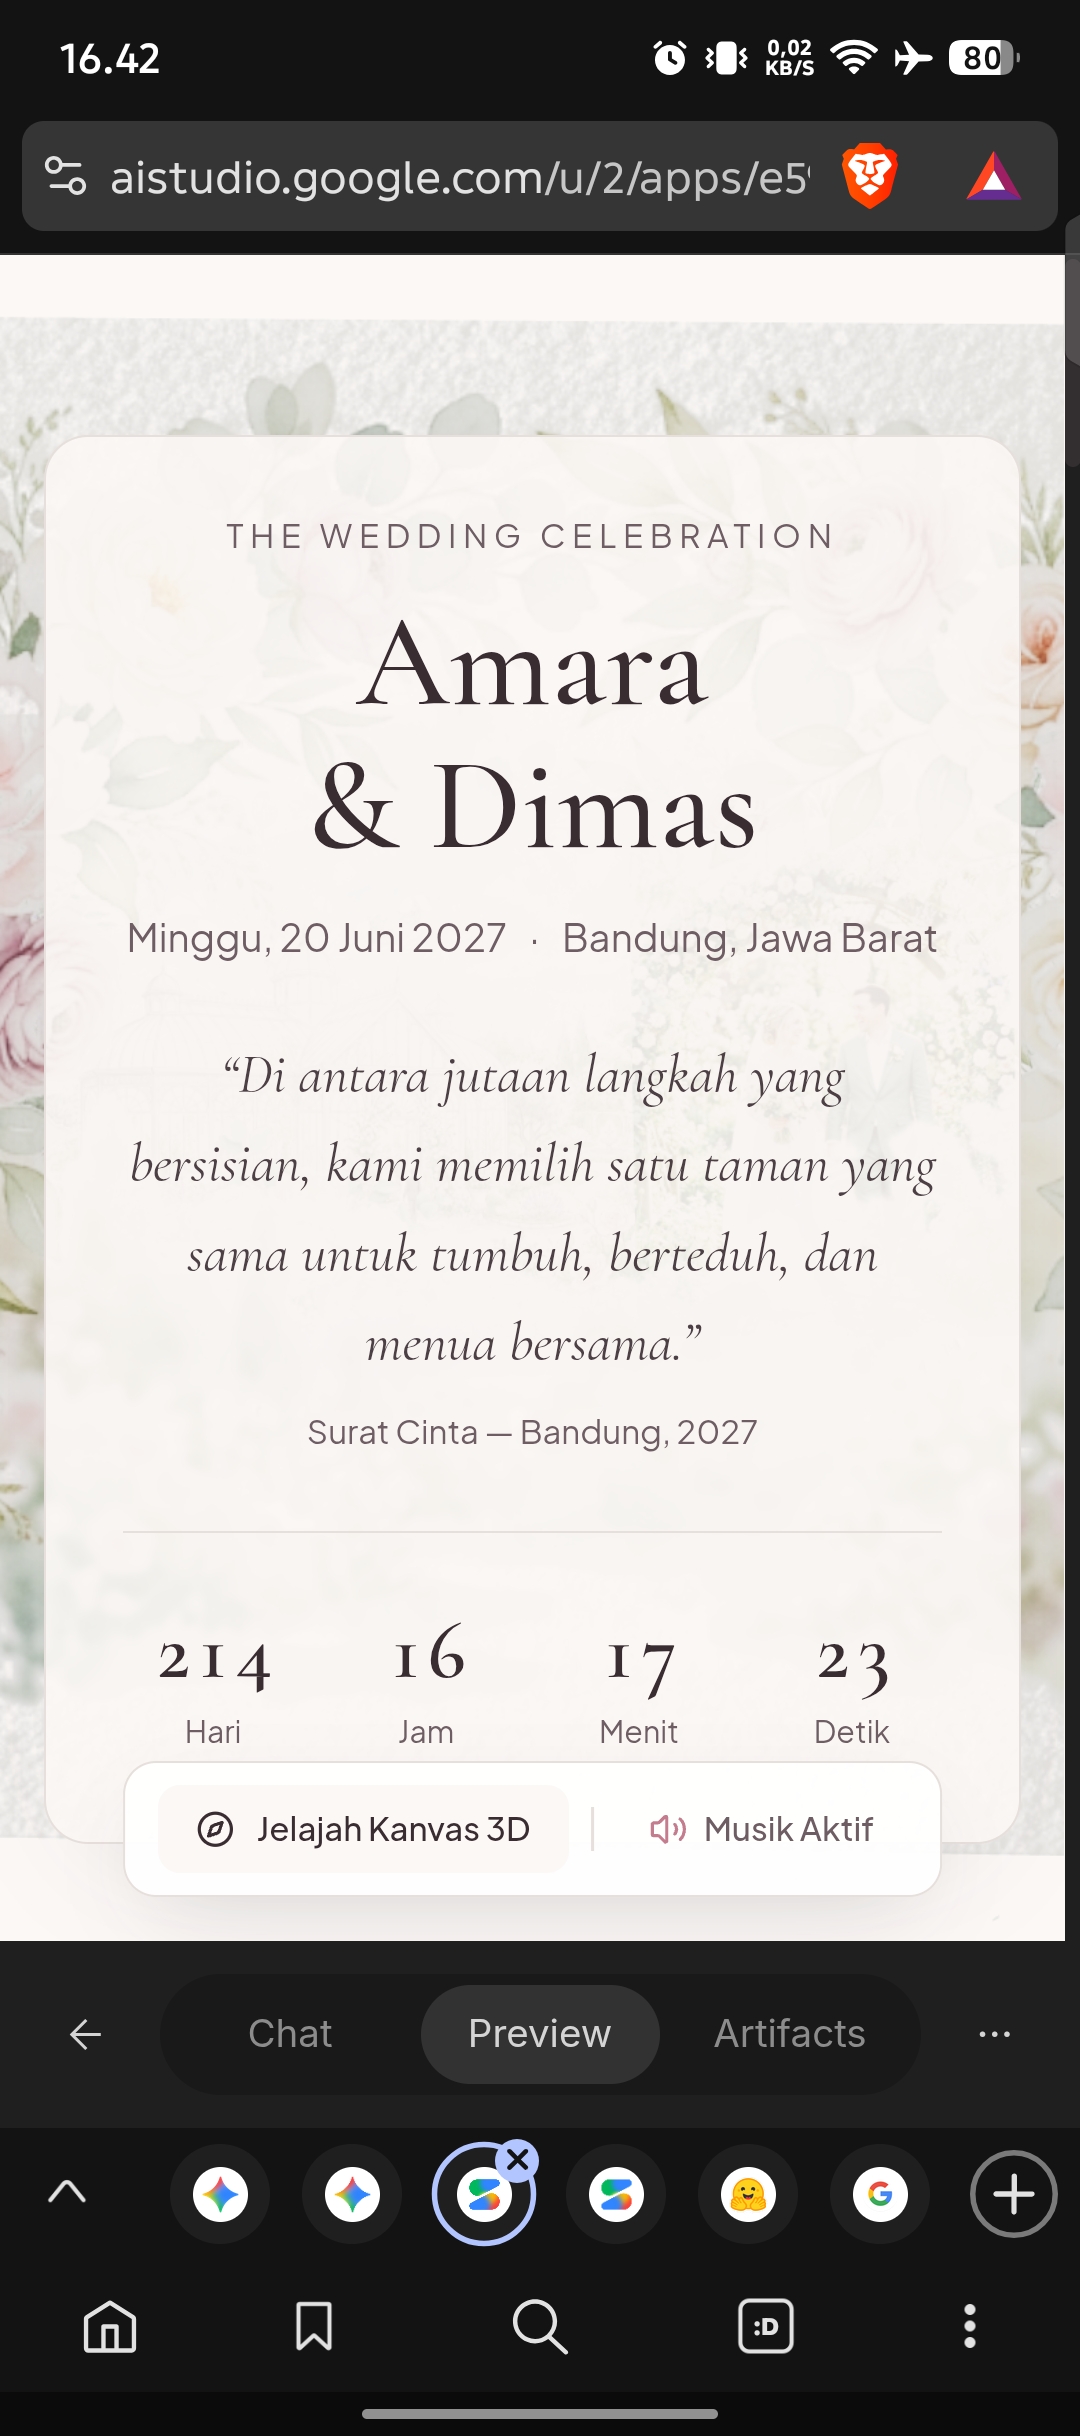 16.42
0,02
KB/S
80
aistudio.google.com/u/2/apps/e5
THE WEDDING CELEBRATION
Amara
& Dimas
Minggu, 20 Juni 2027 · Bandung, Jawa Barat
“Di antara jutaan langkah yang
bersisian, kami memilih satu taman yang
sama untuk tumbuh, berteduh, dan
menua bersama.”
Surat Cinta — Bandung, 2027
214 16 17 23
Hari Jam Menit Detik
Jelajah Kanvas 3D Musik Aktif
Chat Preview Artifacts
:D